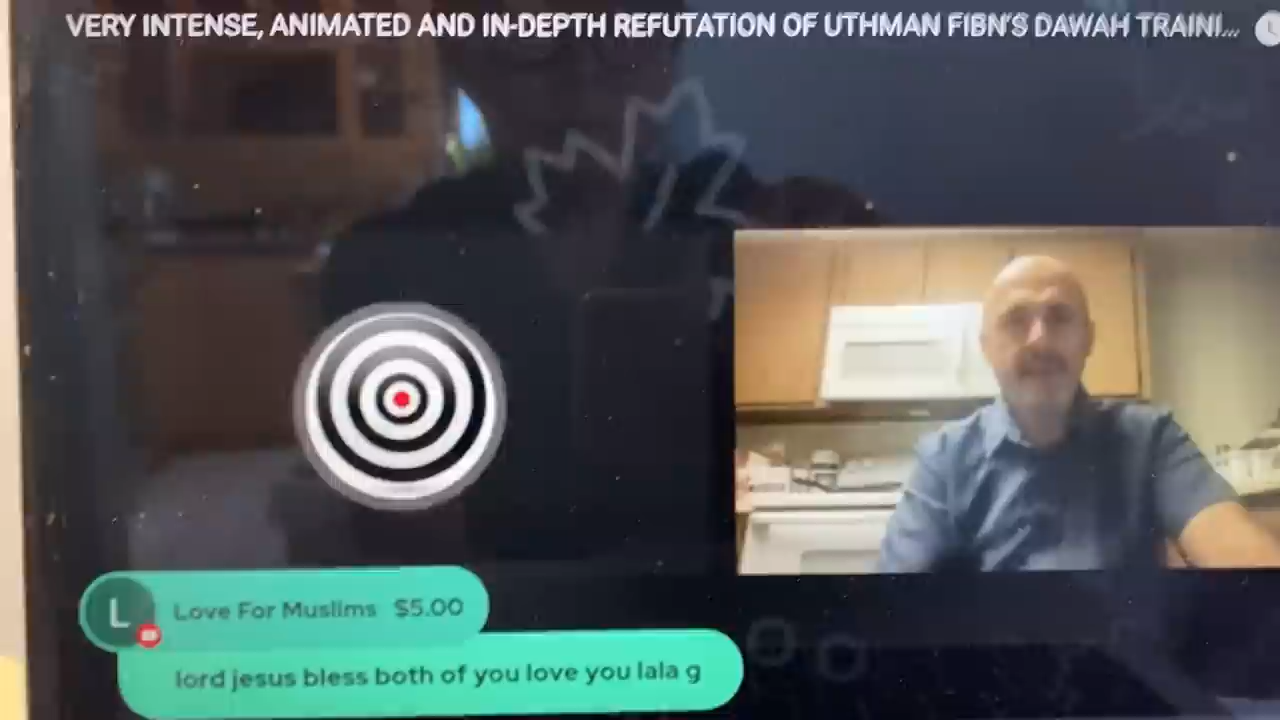 VERY INTENSE, ANIMATED AND IN-DEPTH REFUTATION OF UTHMAN FIBN'S DAWAH TRAINI...
L Love For Muslims $5.00
lord jesus bless both of you love you lala g